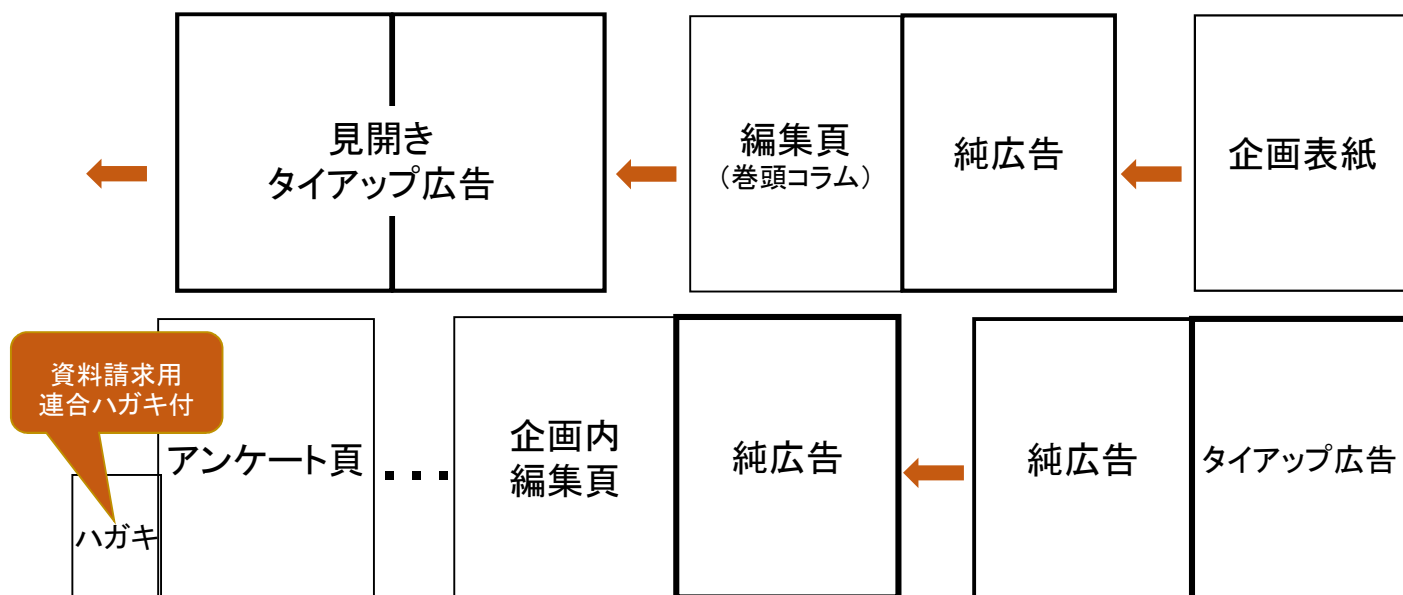 企画表紙
純広告
編集頁
（巻頭コラム）
見開き
タイアップ広告
タイアップ広告
純広告
純広告
企画内
編集頁
・・・
アンケート頁
資料請求用
連合ハガキ付
ハガキ